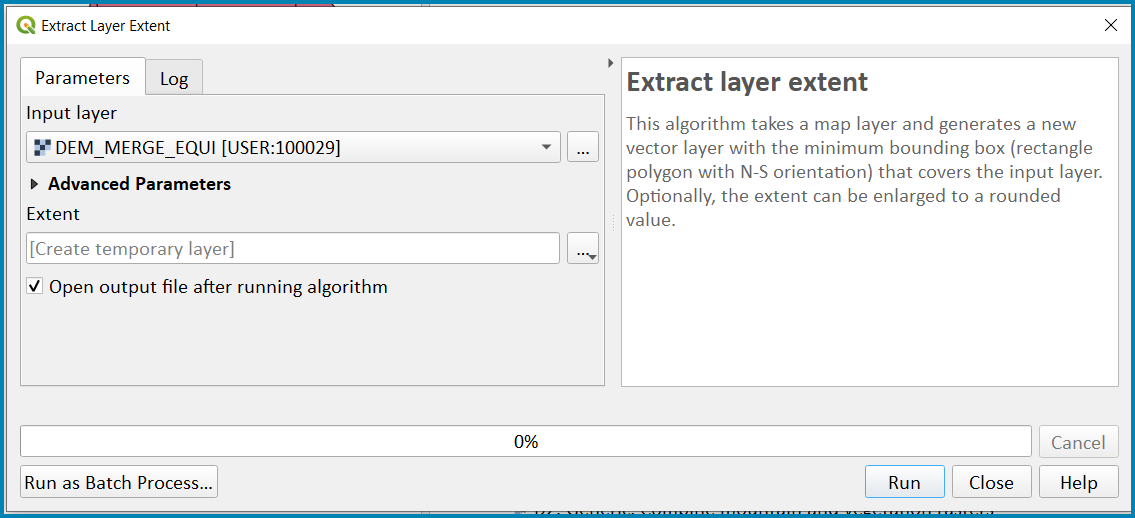 Extract Layer Extent
Parameters
Log
Input layer
DEM_MERGE_EQUI [USER:100029]
...
Advanced Parameters
Extent
[Create temporary layer]
...
Open output file after running algorithm
Extract layer extent
This algorithm takes a map layer and generates a new
vector layer with the minimum bounding box (rectangle
polygon with N-S orientation) that covers the input layer.
Optionally, the extent can be enlarged to a rounded
value.
0%
Cancel
Run as Batch Process...
Run
Close
Help